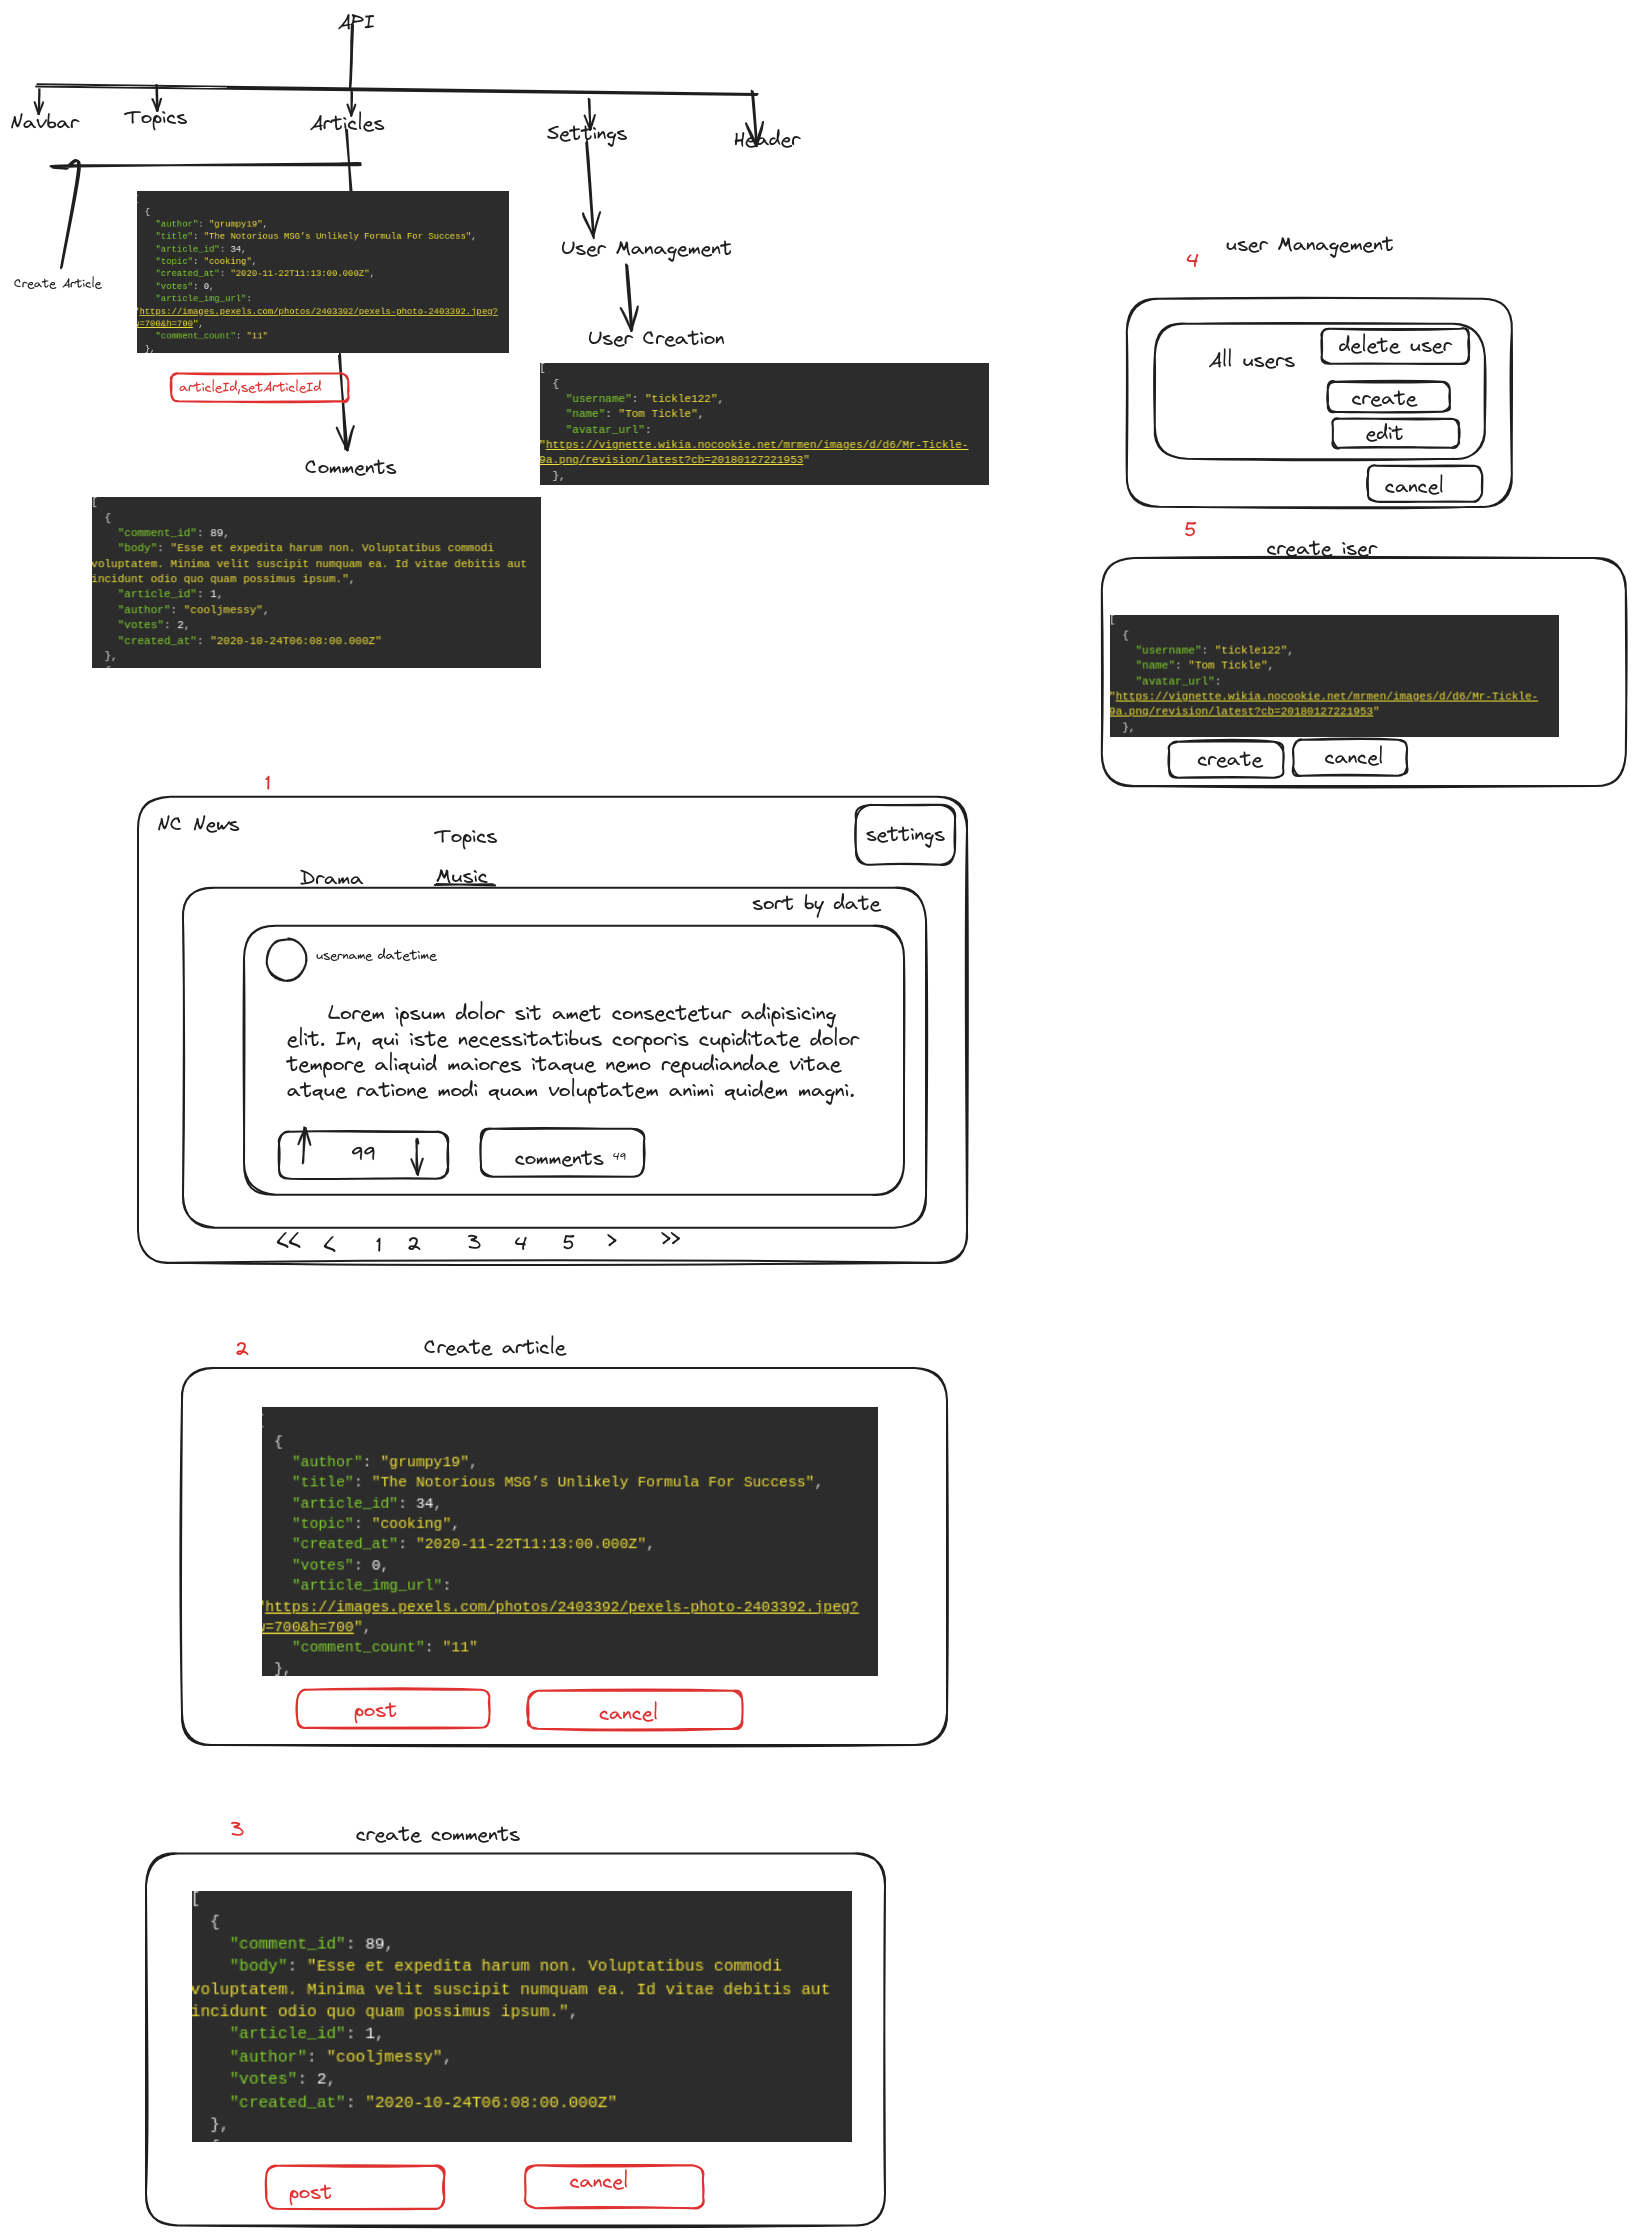 API
Navbar
Topics
Articles
Settings
Header
Create Article
{
"author": "grumpy19",
"title": "The Notorious MSG’s Unlikely Formula For Success",
"article_id": 34,
"topic": "cooking",
"created_at": "2020-11-22T11:13:00.000Z",
"votes": 0,
"article_img_url":
"https://images.pexels.com/photos/2403392/pexels-photo-2403392.jpeg?
w=700&h=700",
"comment_count": "11"
},
articleId,setArticleId
Comments
[
{
"comment_id": 89,
"body": "Esse et expedita harum non. Voluptatibus commodi
voluptatem. Minima velit suscipit numquam ea. Id vitae debitis aut
incidunt odio quo quam possimus ipsum.",
"article_id": 1,
"author": "cooljmessy",
"votes": 2,
"created_at": "2020-10-24T06:08:00.000Z"
},
User Management
User Creation
[
{
"username": "tickle122",
"name": "Tom Tickle",
"avatar_url":
"https://vignette.wikia.nocookie.net/mrmen/images/d/d6/Mr-Tickle-
9a.png/revision/latest?cb=20180127221953"
},
user Management
4
All users
delete user
create
edit
cancel
5
create iser
[
{
"username": "tickle122",
"name": "Tom Tickle",
"avatar_url":
"https://vignette.wikia.nocookie.net/mrmen/images/d/d6/Mr-Tickle-
9a.png/revision/latest?cb=20180127221953"
},
create
cancel
1
NC News
Topics
settings
Drama
Music
sort by date
username datetime
Lorem ipsum dolor sit amet consectetur adipisicing
elit. In, qui iste necessitatibus corporis cupiditate dolor
tempore aliquid maiores itaque nemo repudiandae vitae
atque ratione modi quam voluptatem animi quidem magni.
99
comments 49
<< < 1 2 3 4 5 > >>
2
Create article
{
"author": "grumpy19",
"title": "The Notorious MSG’s Unlikely Formula For Success",
"article_id": 34,
"topic": "cooking",
"created_at": "2020-11-22T11:13:00.000Z",
"votes": 0,
"article_img_url":
"https://images.pexels.com/photos/2403392/pexels-photo-2403392.jpeg?
w=700&h=700",
"comment_count": "11"
},
post
cancel
3
create comments
[
{
"comment_id": 89,
"body": "Esse et expedita harum non. Voluptatibus commodi
voluptatem. Minima velit suscipit numquam ea. Id vitae debitis aut
incidunt odio quo quam possimus ipsum.",
"article_id": 1,
"author": "cooljmessy",
"votes": 2,
"created_at": "2020-10-24T06:08:00.000Z"
},
post
cancel